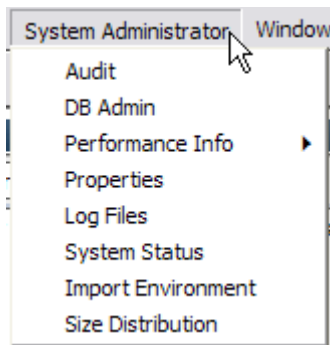 System Administrator Window
Audit
DB Admin
Performance Info
Properties
Log Files
System Status
Import Environment
Size Distribution